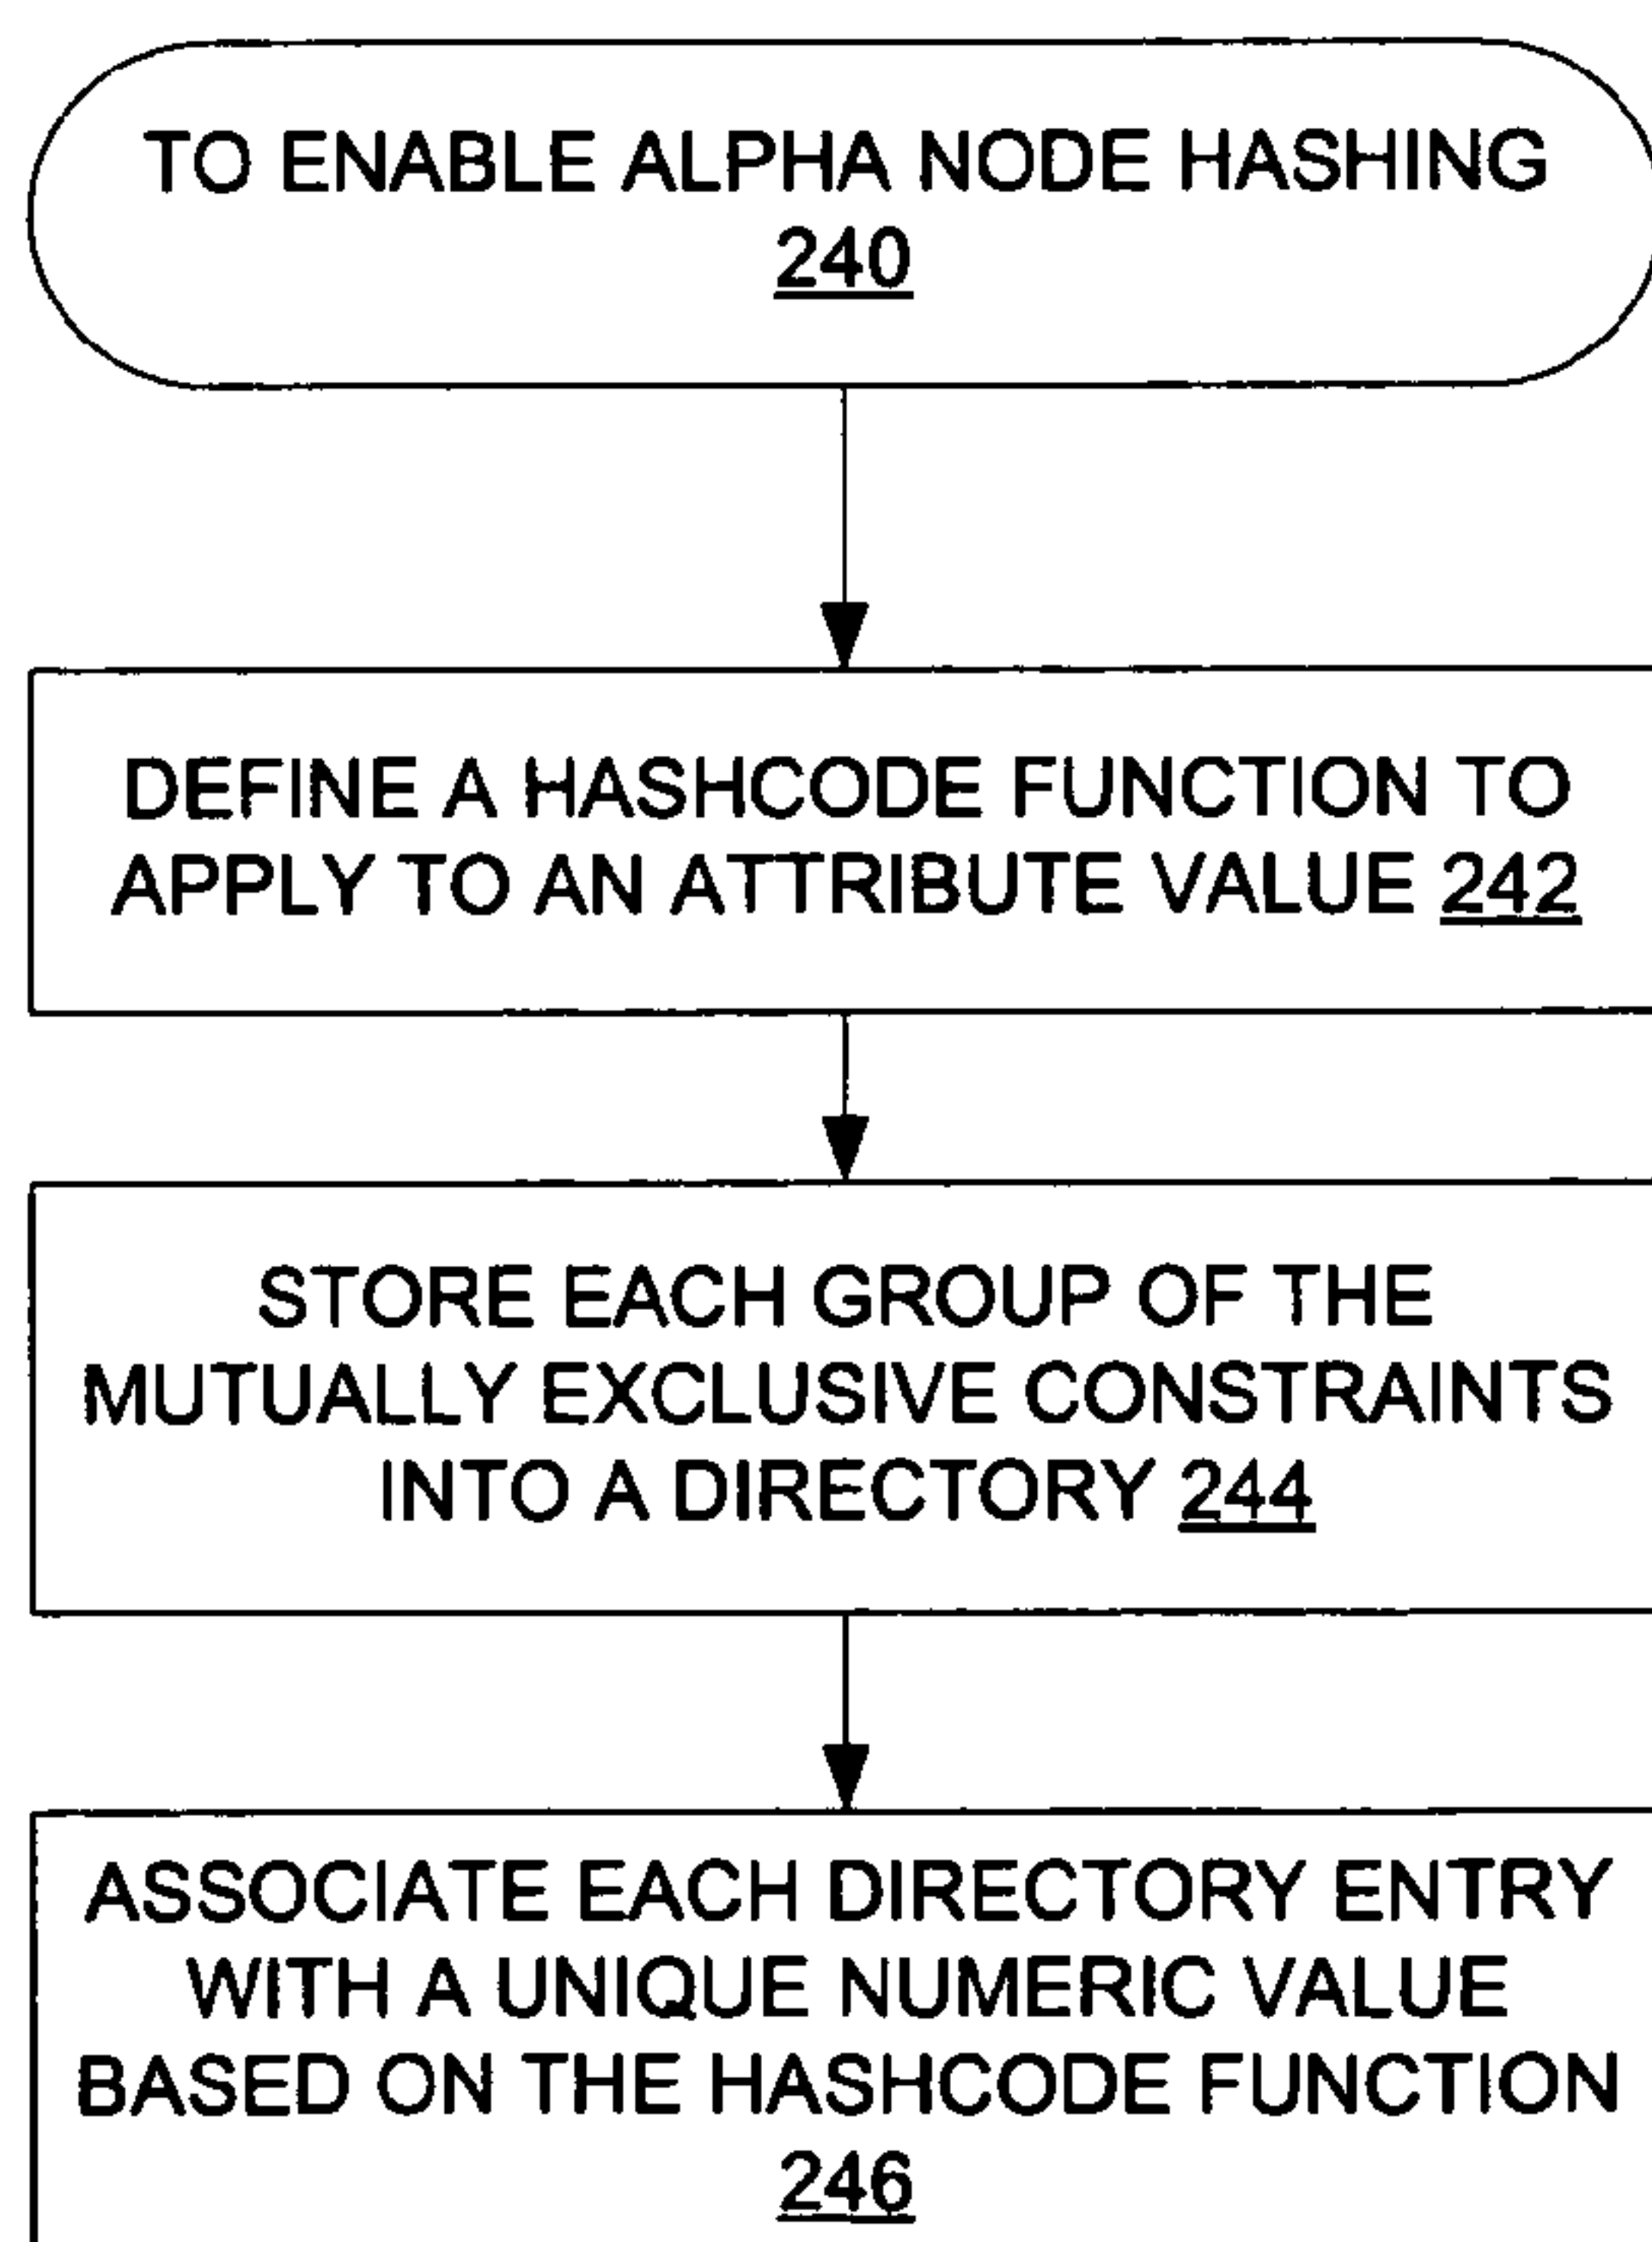 TO ENABLE ALPHA NODE HASHING
240
DEFINE A HASHCODE FUNCTION TO
APPLY TO AN ATTRIBUTE VALUE 242
STORE EACH GROUP OF THE
MUTUALLY EXCLUSIVE CONSTRAINTS
INTO A DIRECTORY 244
ASSOCIATE EACH DIRECTORY ENTRY
WITH A UNIQUE NUMERIC VALUE
BASED ON THE HASHCODE FUNCTION
246